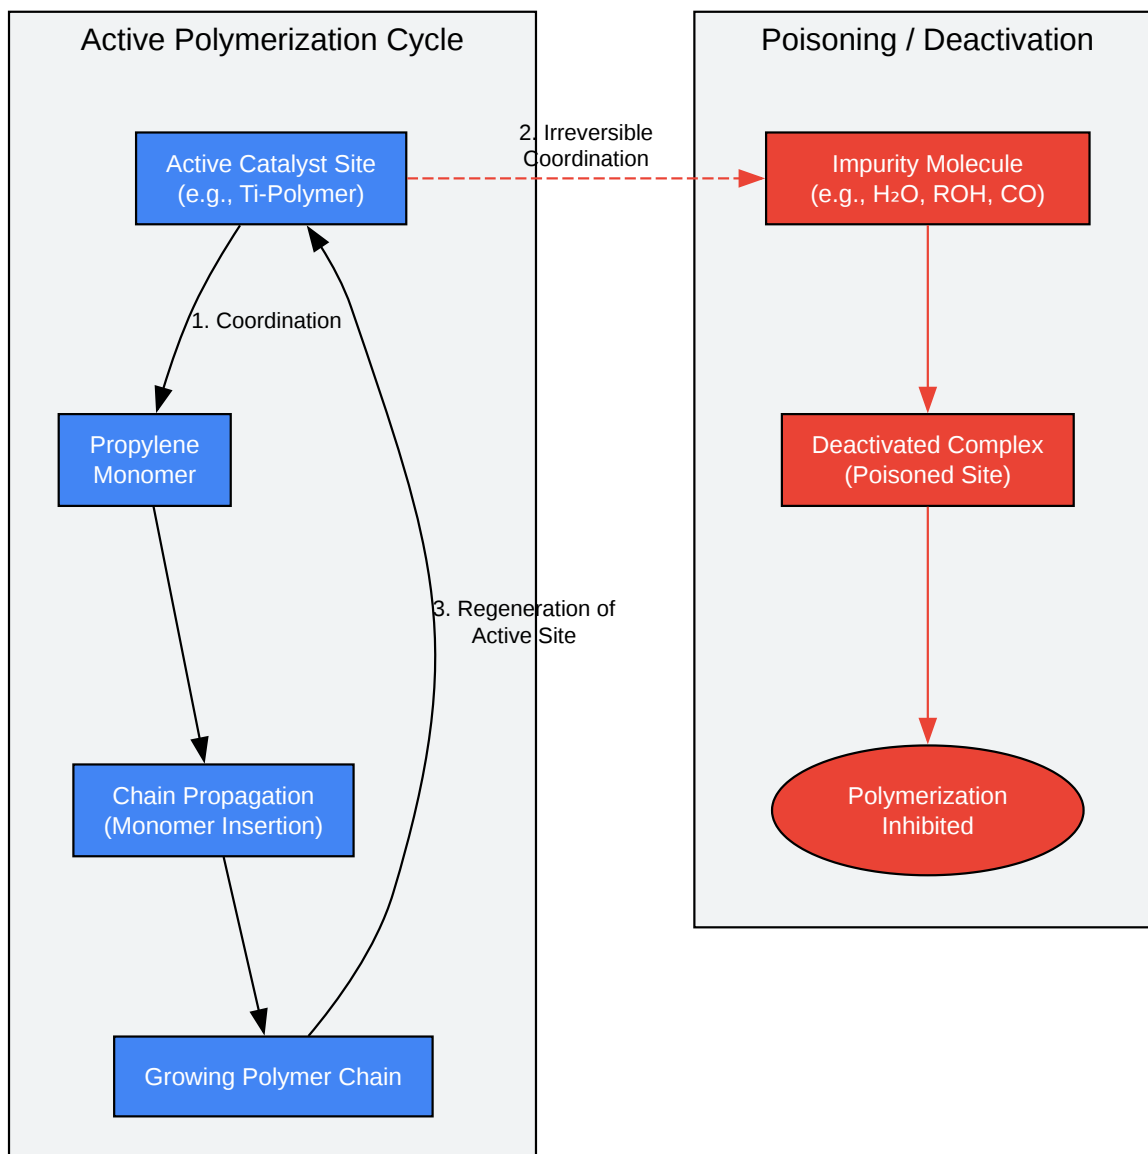 Active Polymerization Cycle
Active Catalyst Site
(e.g., Ti-Polymer)
1. Coordination
Propylene
Monomer
Chain Propagation
(Monomer Insertion)
Growing Polymer Chain
3. Regeneration of
Active Site
2. Irreversible
Coordination
Poisoning / Deactivation
Impurity Molecule
(e.g., H₂O, ROH, CO)
Deactivated Complex
(Poisoned Site)
Polymerization
Inhibited